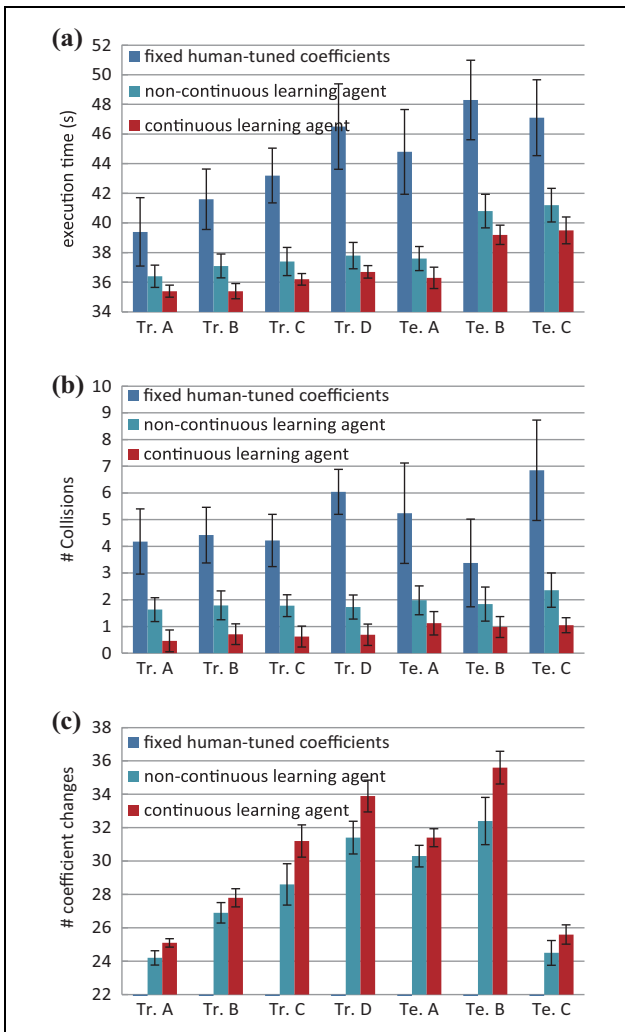 (a)
execution time (s)
52
50
48
46
44
42
40
38
36
34
fixed human-tuned coefficients
non-continuous learning agent
continuous learning agent
Tr. A Tr. B Tr. C Tr. D Te. A Te. B Te. C
(b)
# Collisions
10
9
8
7
6
5
4
3
2
1
0
fixed human-tuned coefficients
non-continuous learning agent
continuous learning agent
Tr. A Tr. B Tr. C Tr. D Te. A Te. B Te. C
(c)
# coefficient changes
38
36
34
32
30
28
26
24
22
fixed human-tuned coefficients
non-continuous learning agent
continuous learning agent
Tr. A Tr. B Tr. C Tr. D Te. A Te. B Te. C